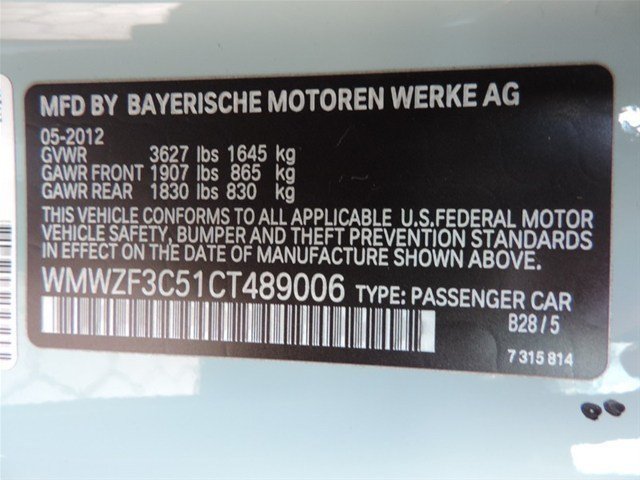 MFD BY BAYERISCHE MOTOREN WERKE AG
05-2012
GVWR 3627 lbs 1645 kg
GAWR FRONT 1907 lbs 865 kg
GAWR REAR 1830 lbs 830 kg
THIS VEHICLE CONFORMS TO ALL APPLICABLE U.S.FEDERAL MOTOR
VEHICLE SAFETY, BUMPER AND THEFT PREVENTION STANDARDS
IN EFFECT ON THE DATE OF MANUFACTURE SHOWN ABOVE.
WMWZF3C51CT489006 TYPE: PASSENGER CAR
B28/5
7 315 814